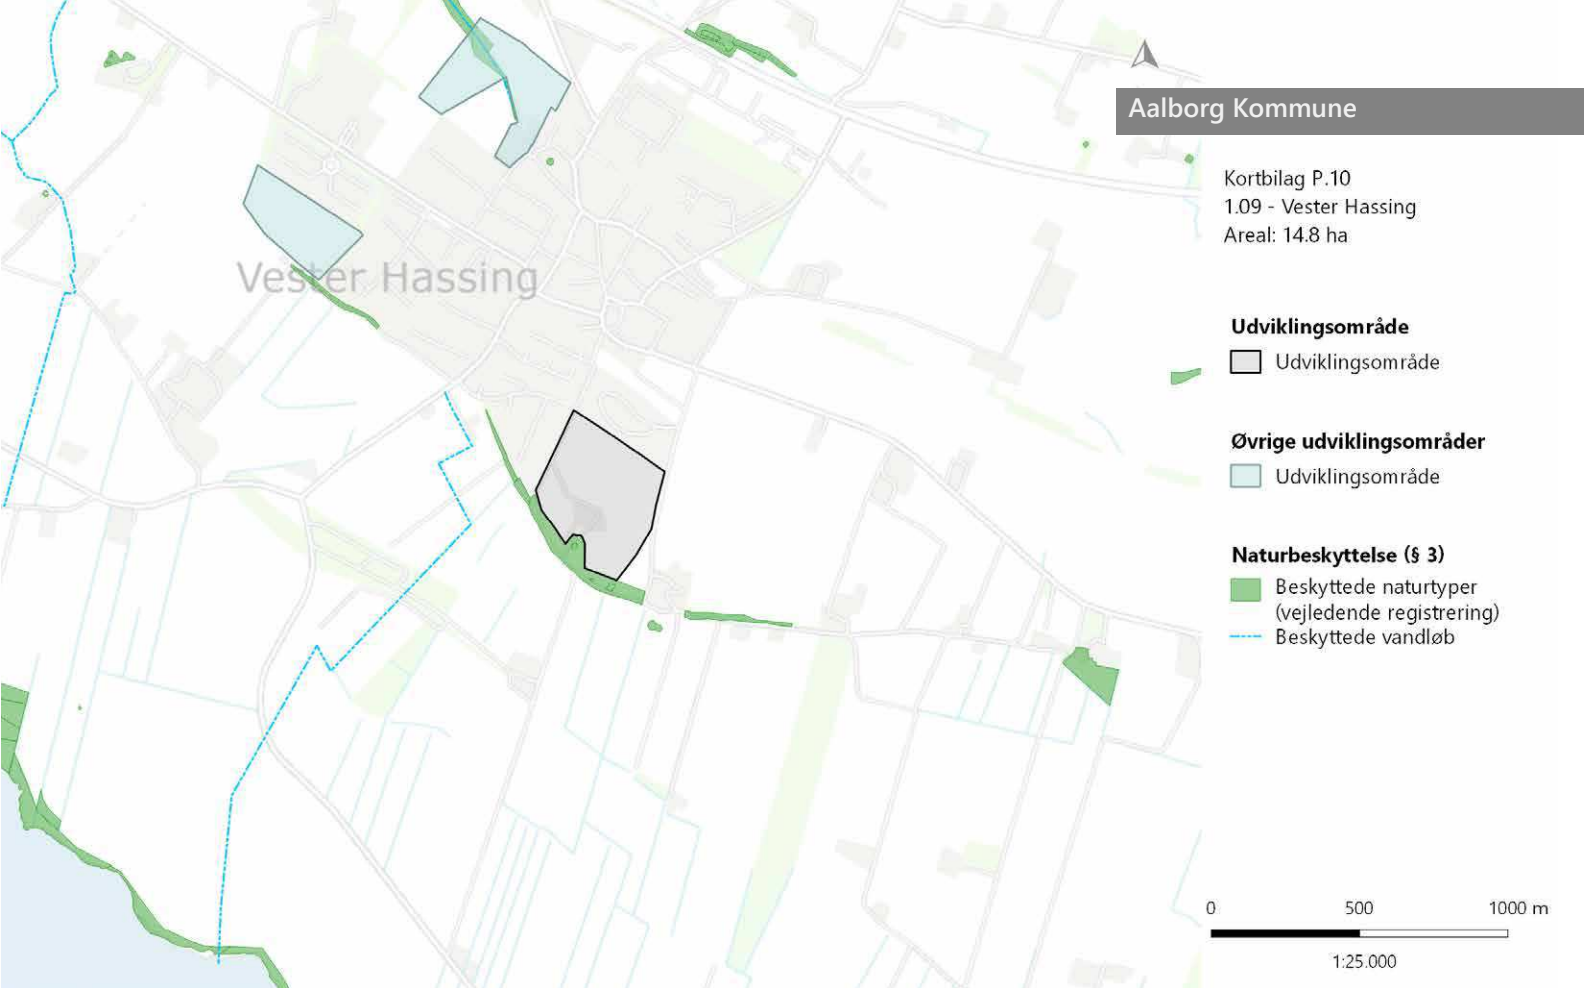 Aalborg Kommune
Kortbilag P.10
1.09 - Vester Hassing
Areal: 14.8 ha
Vester Hassing
Udviklingsområde
Udviklingsområde
Øvrige udviklingsområder
Udviklingsområde
Naturbeskyttelse (§ 3)
Beskyttede naturtyper
(vejledende registrering)
Beskyttede vandløb
0 500 1000 m
1:25.000